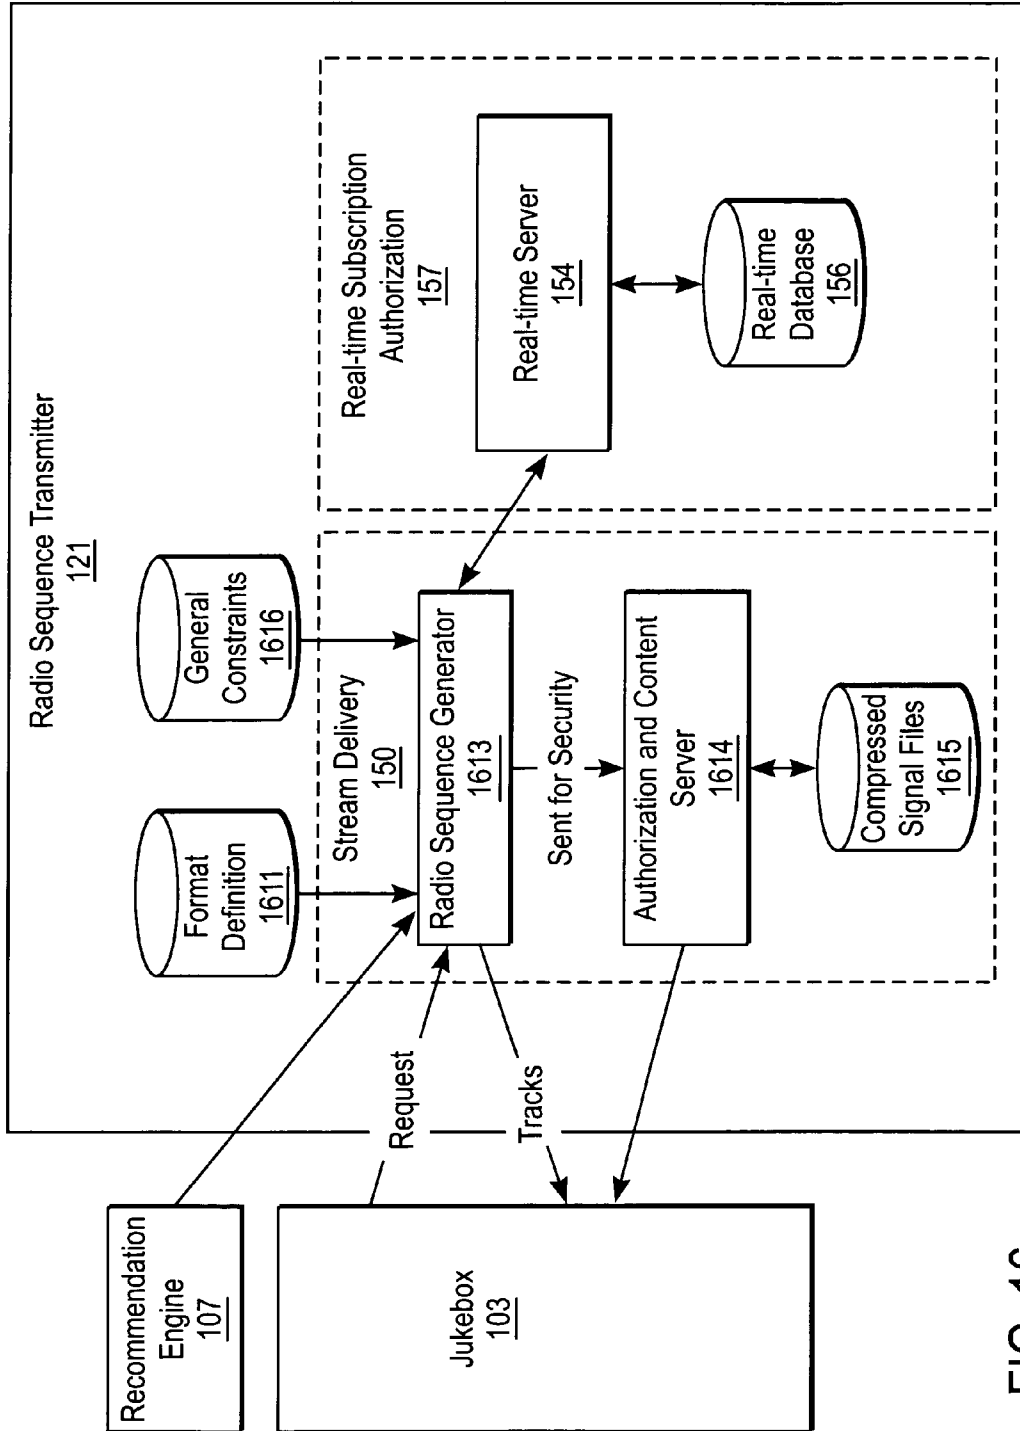 Radio Sequence Transmitter
121
Recommendation
Engine
107
Format
Definition
1611
General
Constraints
1616
Stream Delivery
150
Real-time Subscription
Authorization
157
Jukebox
103
Request
Tracks
Radio Sequence Generator
1613
Real-time Server
154
Sent for Security
Authorization and Content
Server
1614
Real-time
Database
156
Compressed
Signal Files
1615